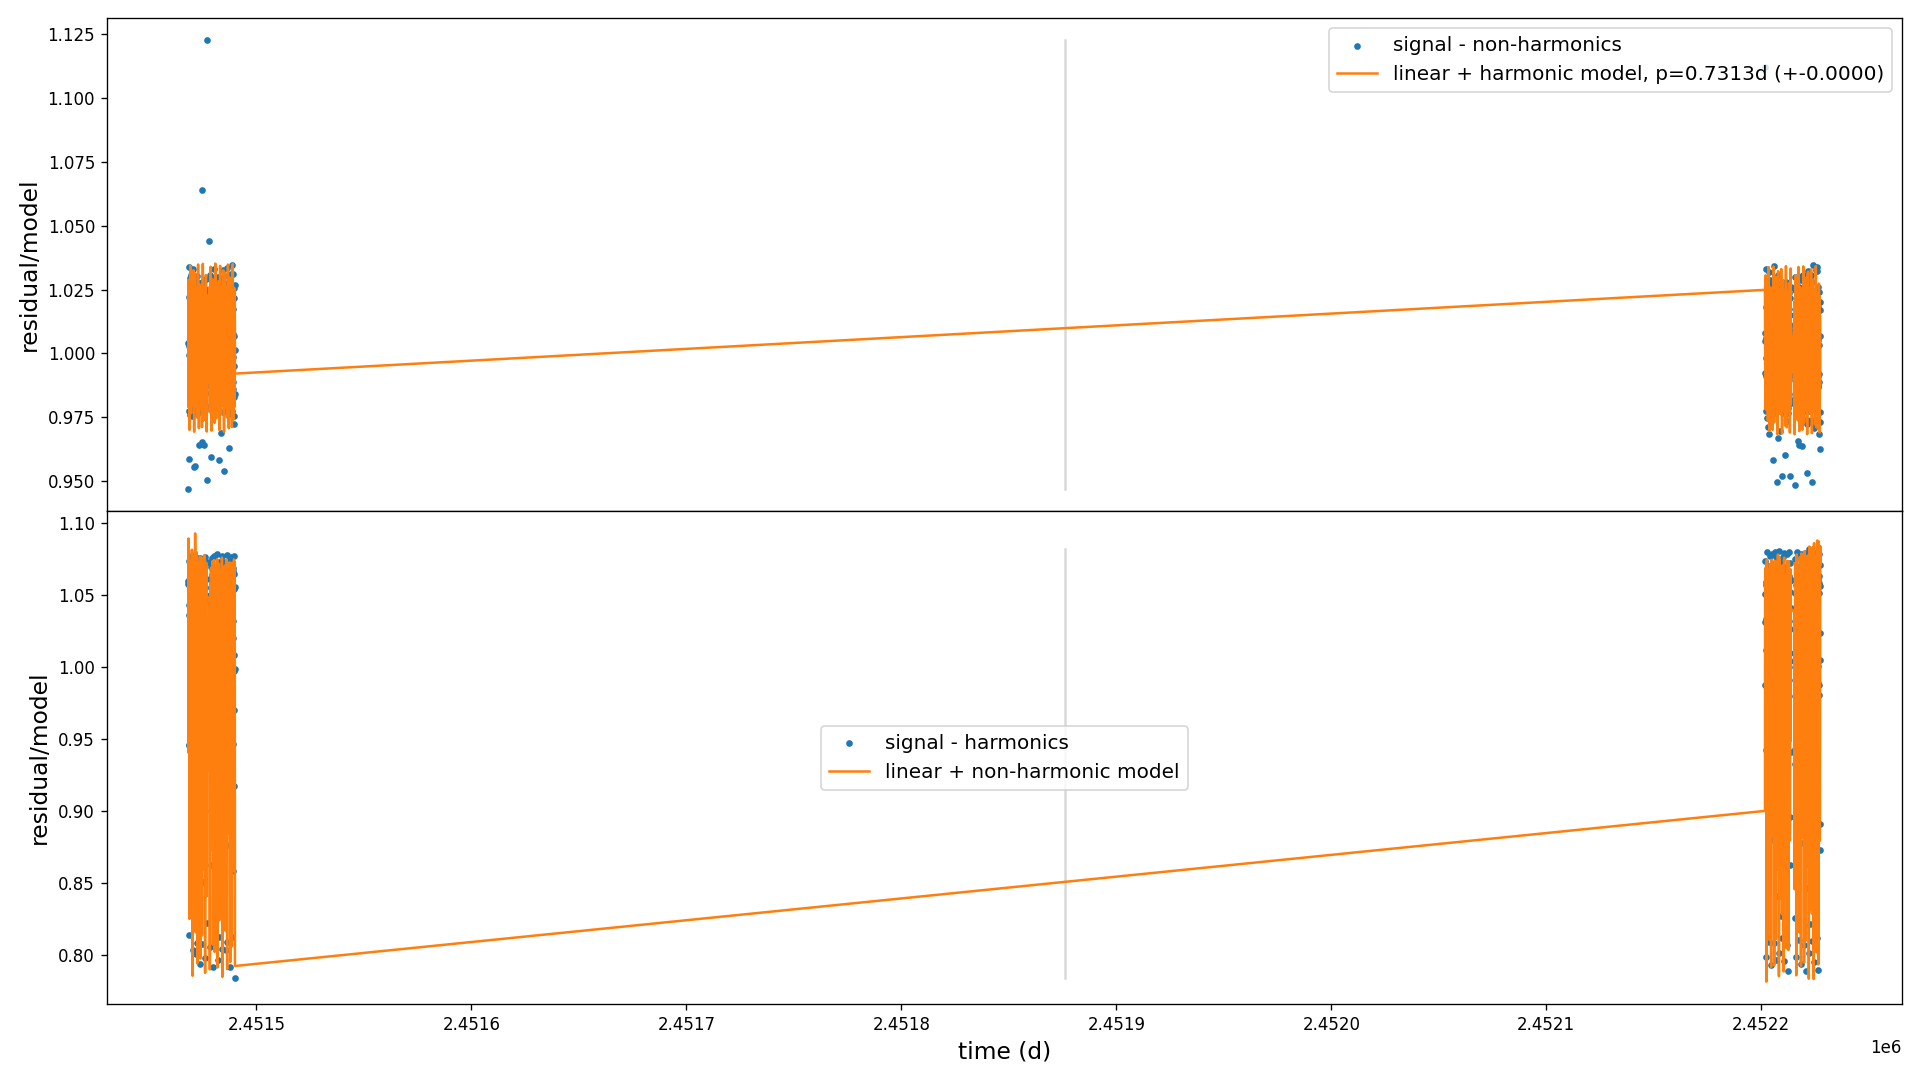 1.125
1.100
1.075
1.050
1.025
1.000
0.975
0.950
residual/model
signal - non-harmonics
linear + harmonic model, p=0.7313d (+-0.0000)
1.10
1.05
1.00
0.95
0.90
0.85
0.80
residual/model
signal - harmonics
linear + non-harmonic model
2.4515
2.4516
2.4517
2.4518
2.4519
2.4520
2.4521
2.4522
1e6
time (d)